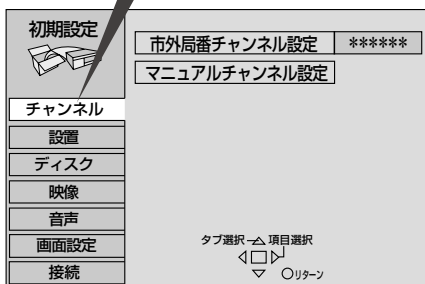 初期設定
市外局番チャンネル設定 ******
マニュアルチャンネル設定
チャンネル
設置
ディスク
映像
音声
画面設定
接続
タブ選択 項目選択
リターン